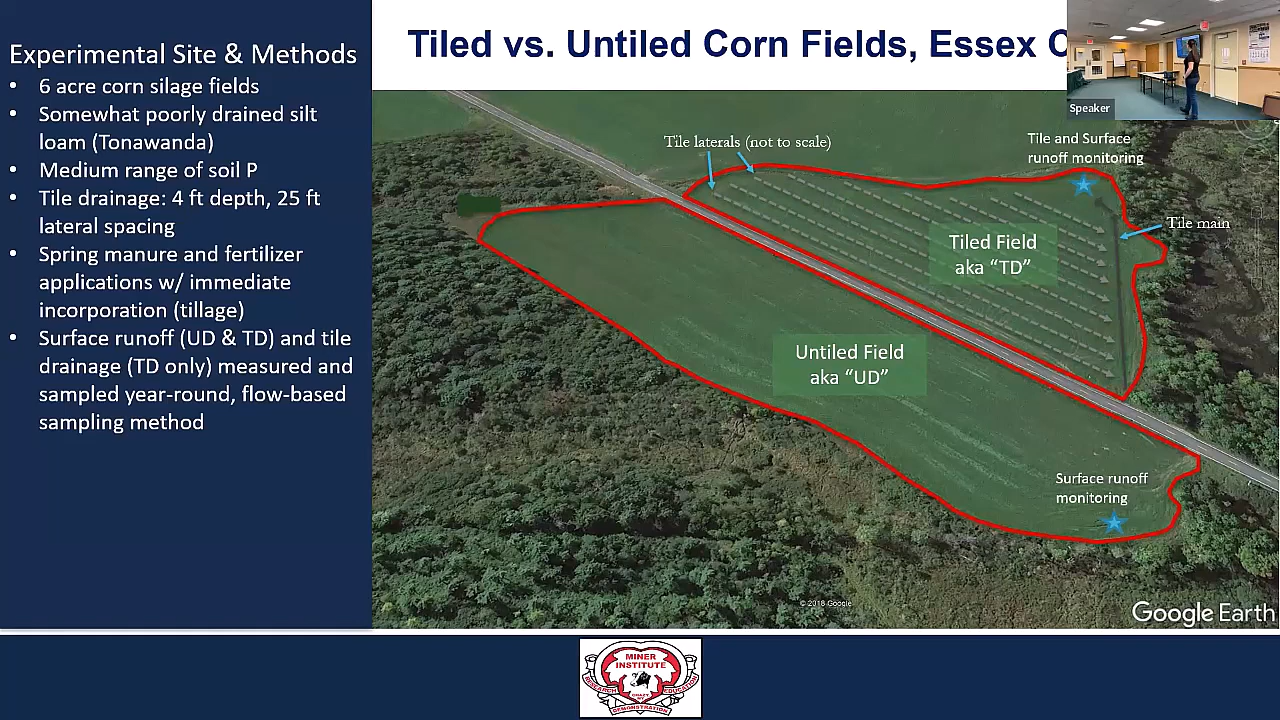 Experimental Site & Methods
• 6 acre corn silage fields
• Somewhat poorly drained silt
loam (Tonawanda)
• Medium range of soil P
• Tile drainage: 4 ft depth, 25 ft
lateral spacing
• Spring manure and fertilizer
applications w/ immediate
incorporation (tillage)
• Surface runoff (UD & TD) and tile
drainage (TD only) measured and
sampled year-round, flow-based
sampling method
Tiled vs. Untiled Corn Fields, Essex C
Speaker
Tile laterals (not to scale)
Tile and Surface
runoff monitoring
Tile main
Tiled Field
aka “TD”
Untiled Field
aka “UD”
Surface runoff
monitoring
© 2018 Google
Google Earth
MINER
INSTITUTE
RESEARCH
EDUCATION
DEMONSTRATION